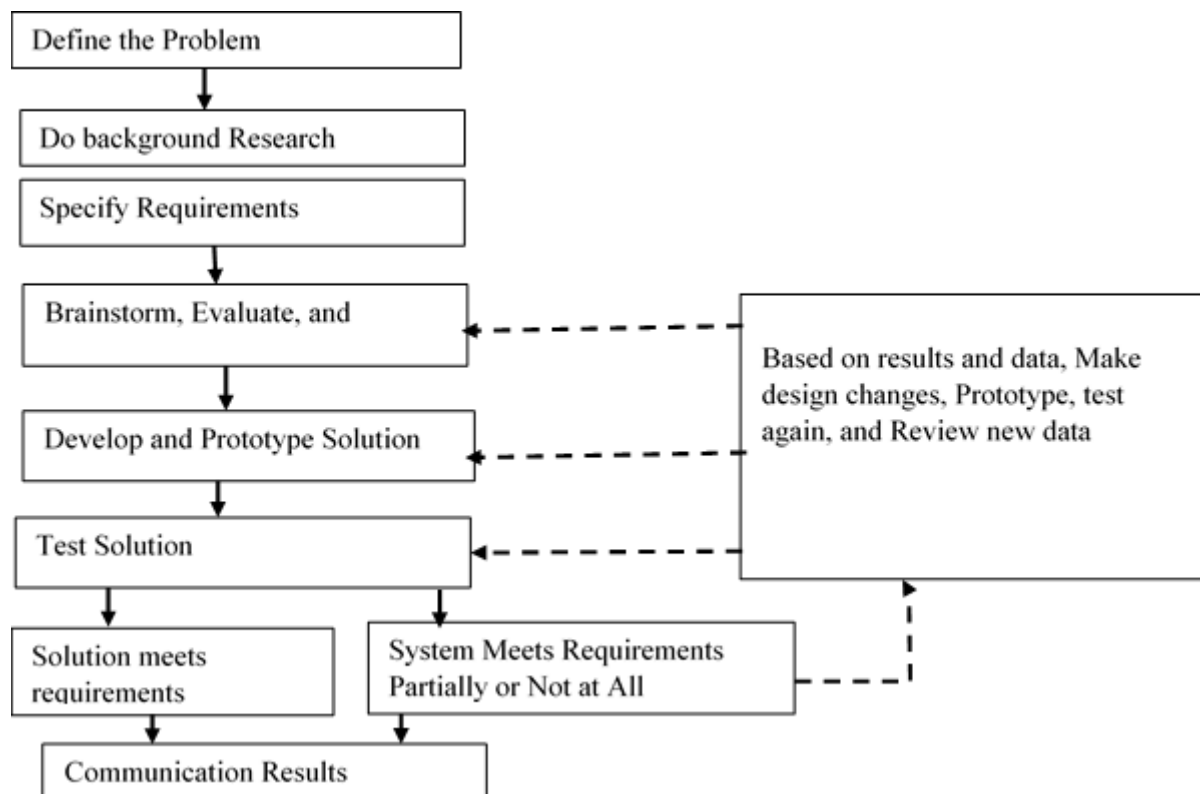 Define the Problem
Do background Research
Specify Requirements
Brainstorm, Evaluate, and
Develop and Prototype Solution
Test Solution
Solution meets
requirements
System Meets Requirements
Partially or Not at All
Communication Results
Based on results and data, Make
design changes, Prototype, test
again, and Review new data